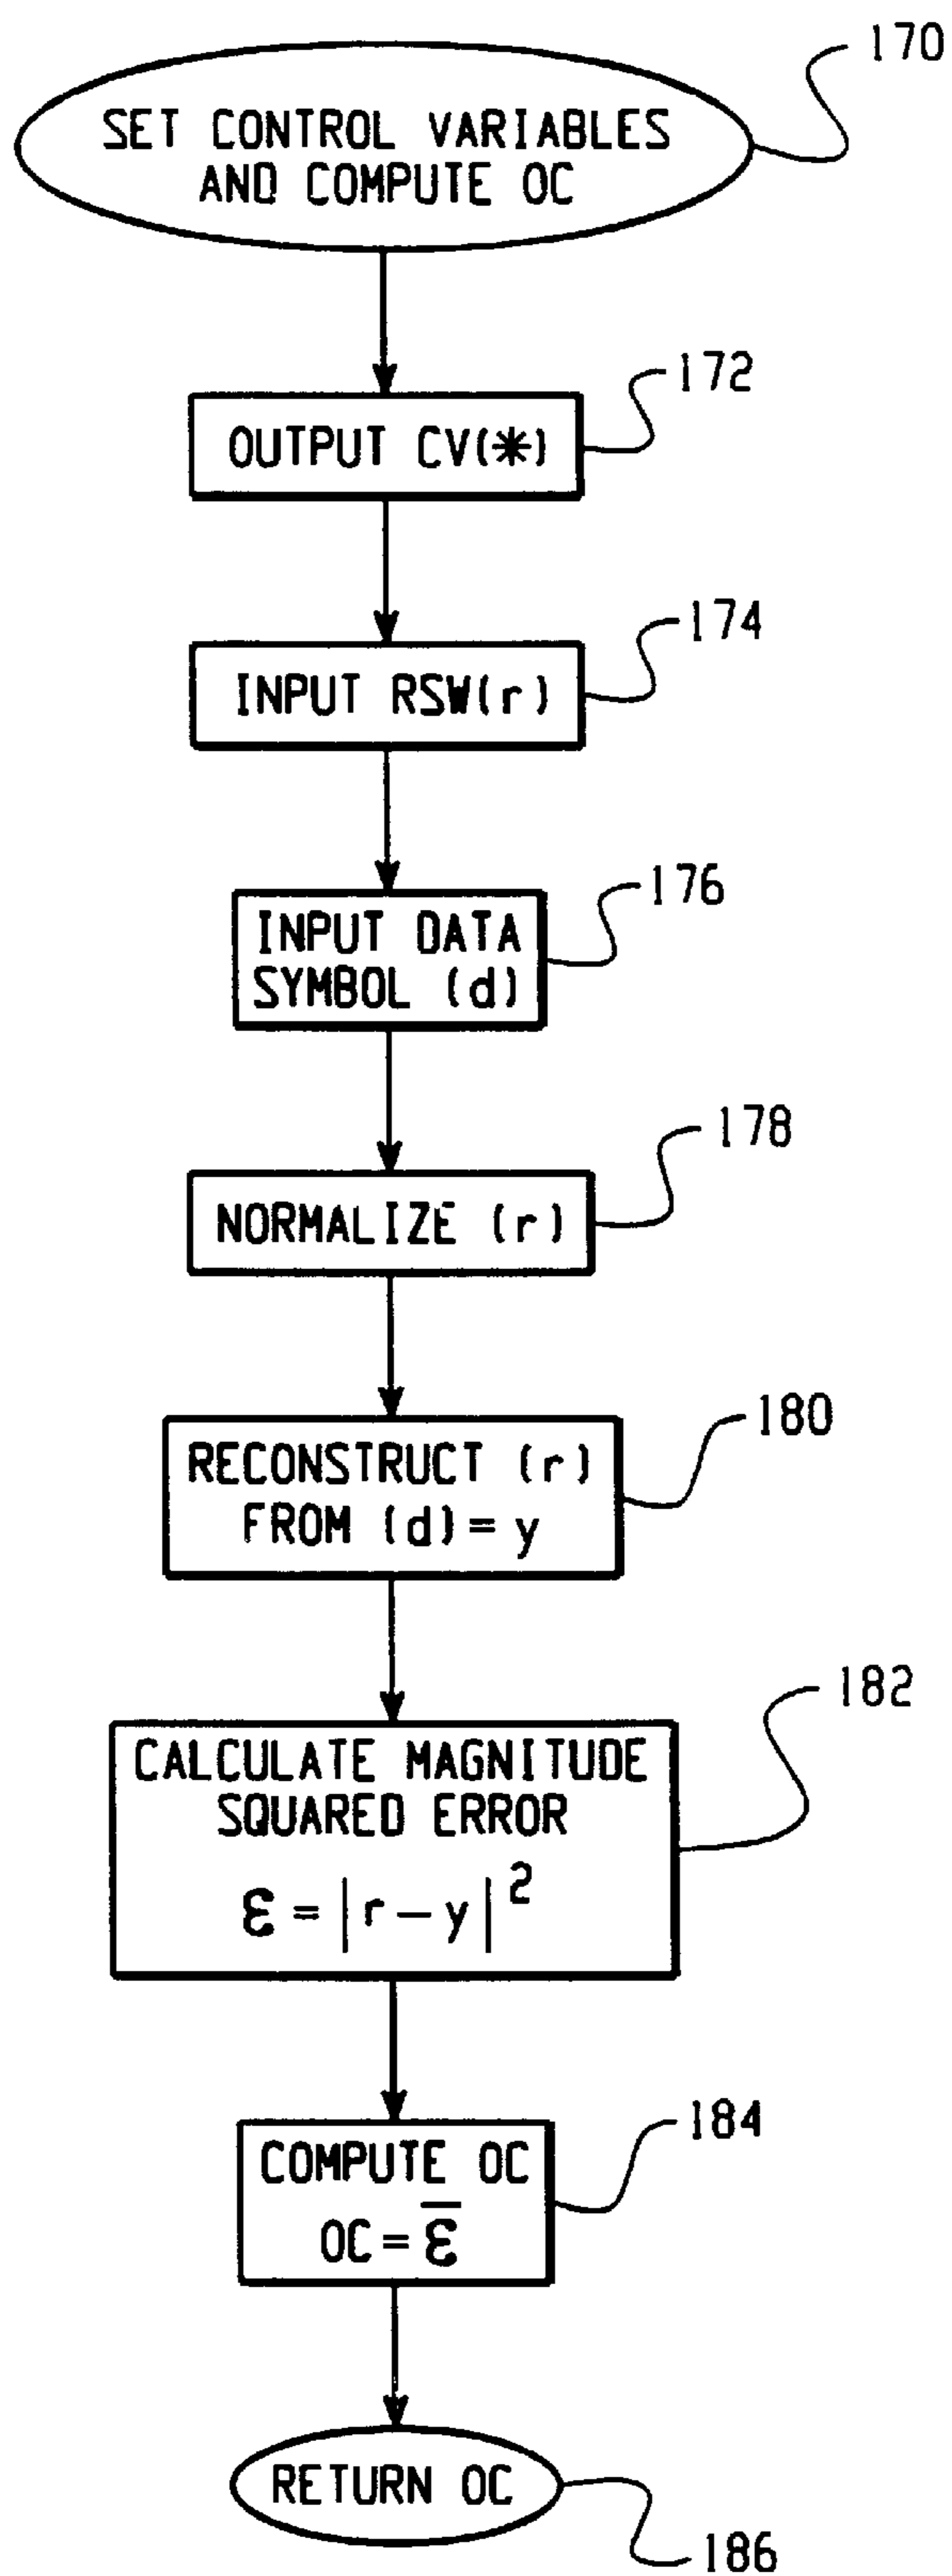 170
SET CONTROL VARIABLES
AND COMPUTE OC
172
OUTPUT CV(*)
174
INPUT RSW(r)
176
INPUT DATA
SYMBOL (d)
178
NORMALIZE (r)
180
RECONSTRUCT (r)
FROM (d) = y
182
CALCULATE MAGNITUDE
SQUARED ERROR
ε = |r - y|²
184
COMPUTE OC
OC = ε̅
RETURN OC
186